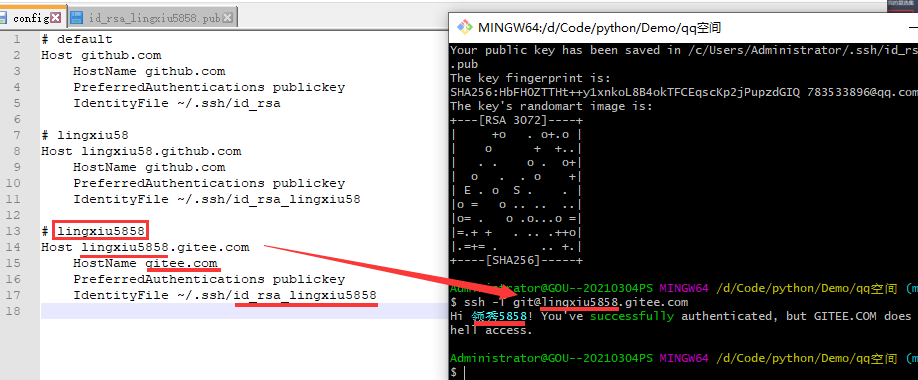 config
id_rsa_lingxiu5858.pub
1 # default
2 Host github.com
3 HostName github.com
4 PreferredAuthentications publickey
5 IdentityFile ~/.ssh/id_rsa
6
7 # lingxiu58
8 Host lingxiu58.github.com
9 HostName github.com
10 PreferredAuthentications publickey
11 IdentityFile ~/.ssh/id_rsa_lingxiu58
12
13 # lingxiu5858
14 Host lingxiu5858.gitee.com
15 HostName gitee.com
16 PreferredAuthentications publickey
17 IdentityFile ~/.ssh/id_rsa_lingxiu5858
18
MINGW64:/d/Code/python/Demo/qq空间
Your public key has been saved in /c/Users/Administrator/.ssh/id_rs
.pub
The key fingerprint is:
SHA256:HbFHOZTTHt++y1xnkoL8B4okTFCEqscKp2jPupzdGIQ 783533896@qq.com
The key's randomart image is:
+---[RSA 3072]----+
|     +o   . o+.o |
|    o      + +..|
|   . .    o .  o+|
|  o   . . o     +|
| E . o  S .    . |
|o =   o .. ..  ..|
|o= .   o .o...o =|
|=.+ +   . .. .++o|
|.=+= .      .. +.|
+----[SHA256]-----+
Administrator@GOU--20210304PS MINGW64 /d/Code/python/Demo/qq空间 (m
$ ssh -T git@lingxiu5858.gitee.com
Hi 领秀5858! You've successfully authenticated, but GITEE.COM does
hell access.
Administrator@GOU--20210304PS MINGW64 /d/Code/python/Demo/qq空间 (m
$